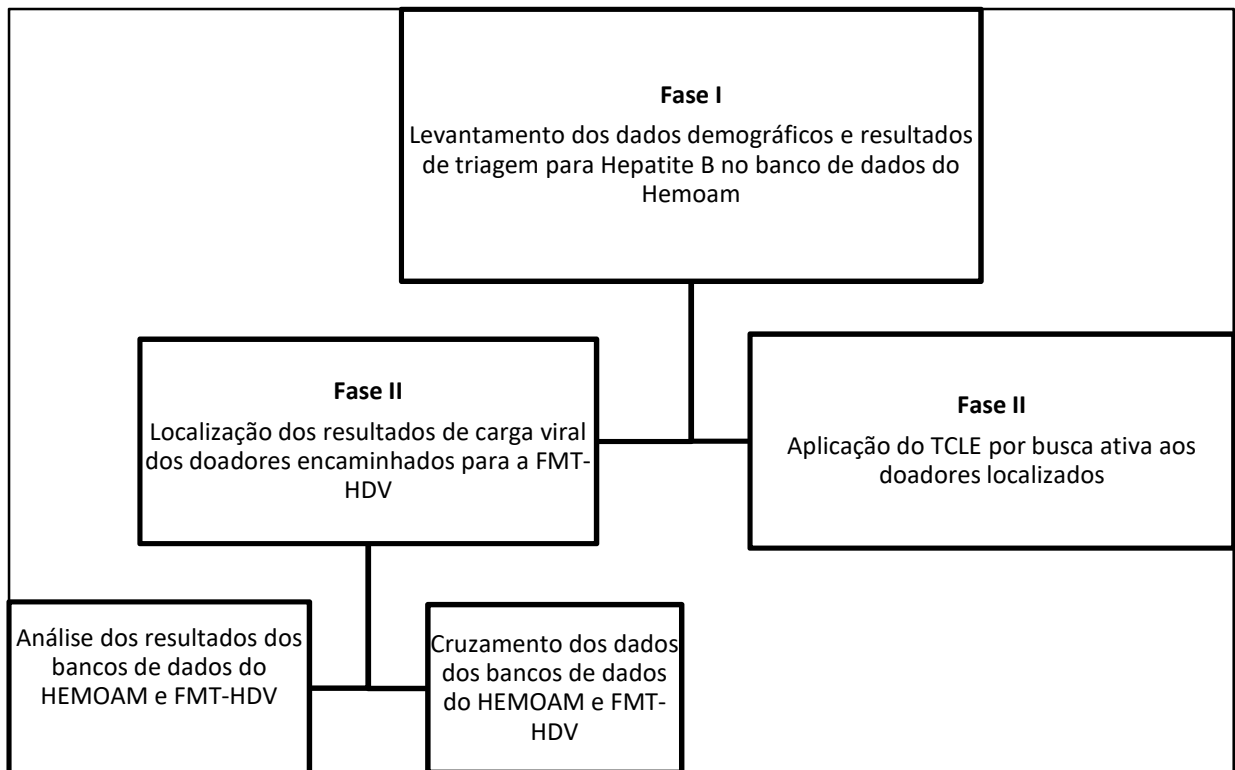 Fase I
Levantamento dos dados demográficos e resultados
de triagem para Hepatite B no banco de dados do
Hemoam
Fase II
Localização dos resultados de carga viral
dos doadores encaminhados para a FMT-
HDV
Fase II
Aplicação do TCLE por busca ativa aos
doadores localizados
Análise dos resultados dos
bancos de dados do
HEMOAM e FMT-HDV
Cruzamento dos dados
dos bancos de dados
do HEMOAM e FMT-
HDV